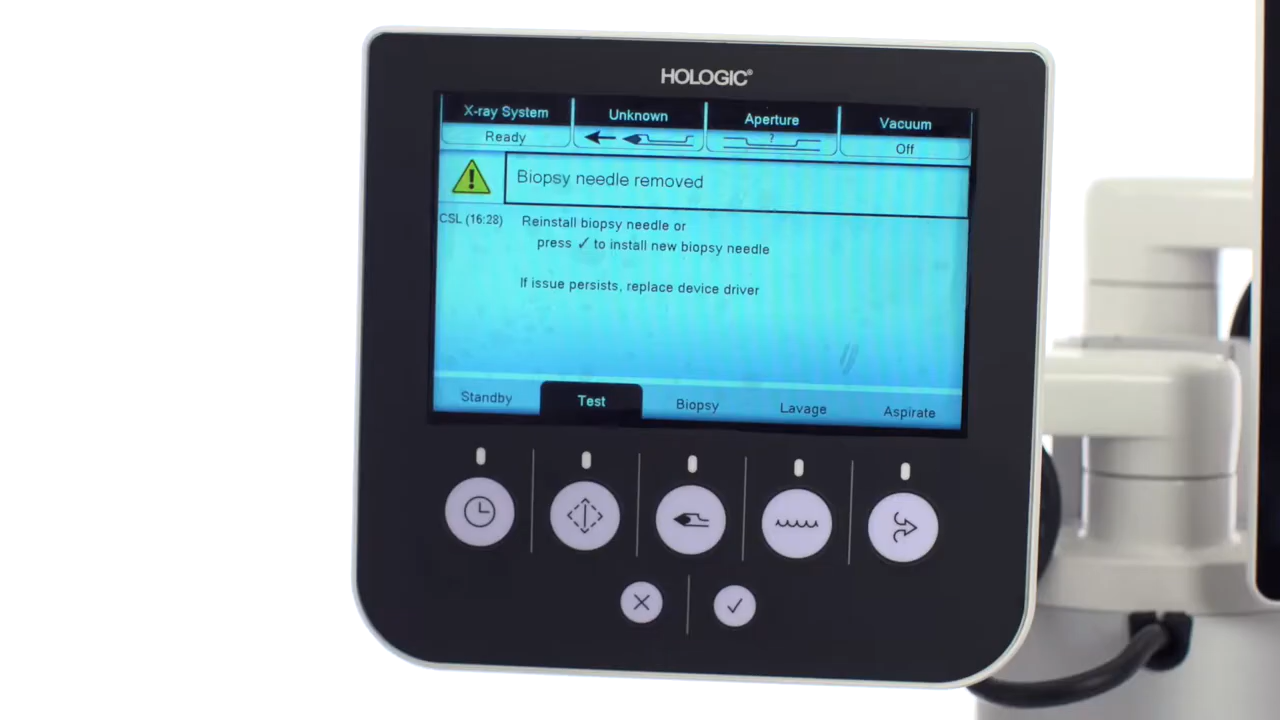 HOLOGIC®
X-ray System Unknown Aperture Vacuum
Ready ? Off
Biopsy needle removed
CSL (16:28) Reinstall biopsy needle or
press ✓ to install new biopsy needle
If issue persists, replace device driver
Standby Test Biopsy Lavage Aspirate